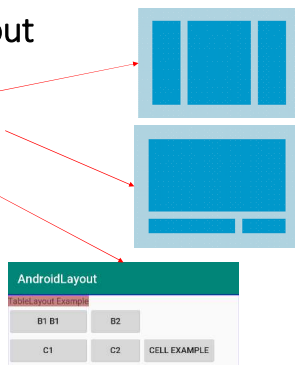 out
AndroidLayout
TableLayout Example
B1 B1 B2
C1 C2 CELL EXAMPLE